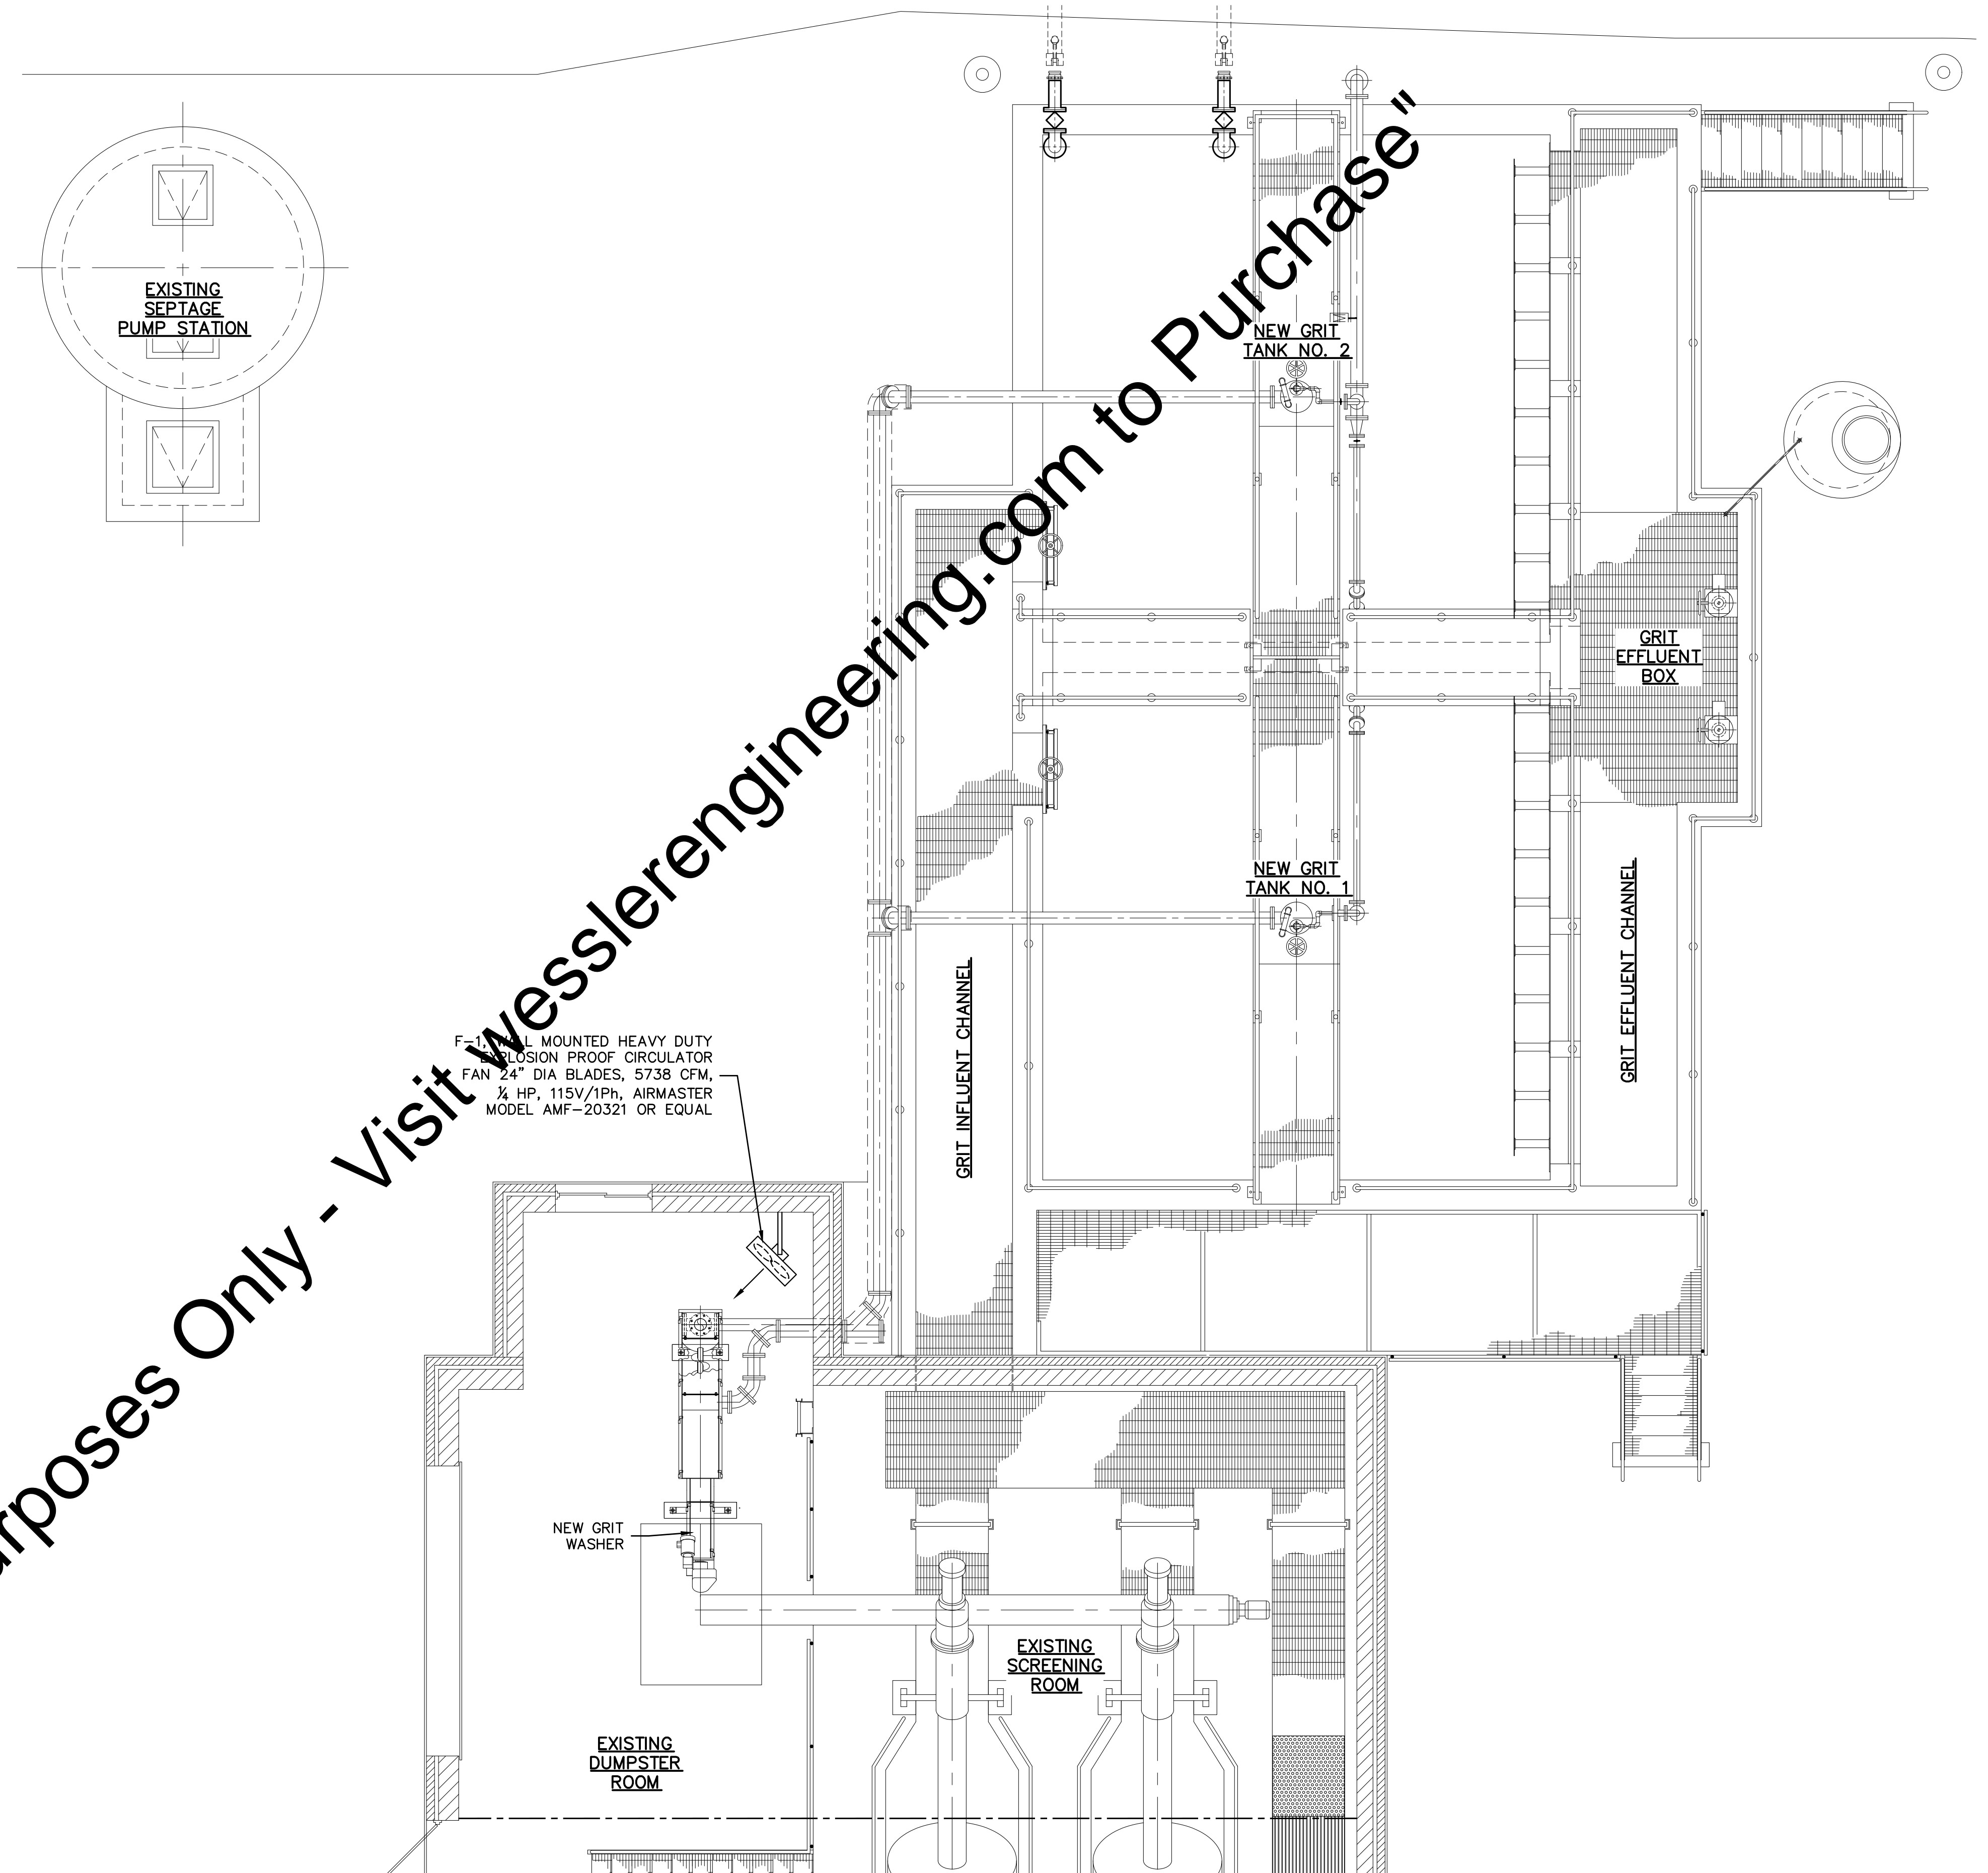 EXISTING
SEPTAGE
PUMP STATION
NEW GRIT
TANK NO. 2
GRIT
EFFLUENT
BOX
NEW GRIT
TANK NO. 1
GRIT INFLUENT CHANNEL
GRIT EFFLUENT CHANNEL
F-1, WALL MOUNTED HEAVY DUTY
EXPLOSION PROOF CIRCULATOR
FAN 24" DIA BLADES, 5738 CFM,
¼ HP, 115V/1Ph, AIRMASTER
MODEL AMF-20321 OR EQUAL
NEW GRIT
WASHER
EXISTING
SCREENING
ROOM
EXISTING
DUMPSTER
ROOM
urposes Only - Visit wesslerengineering.com to Purchase"